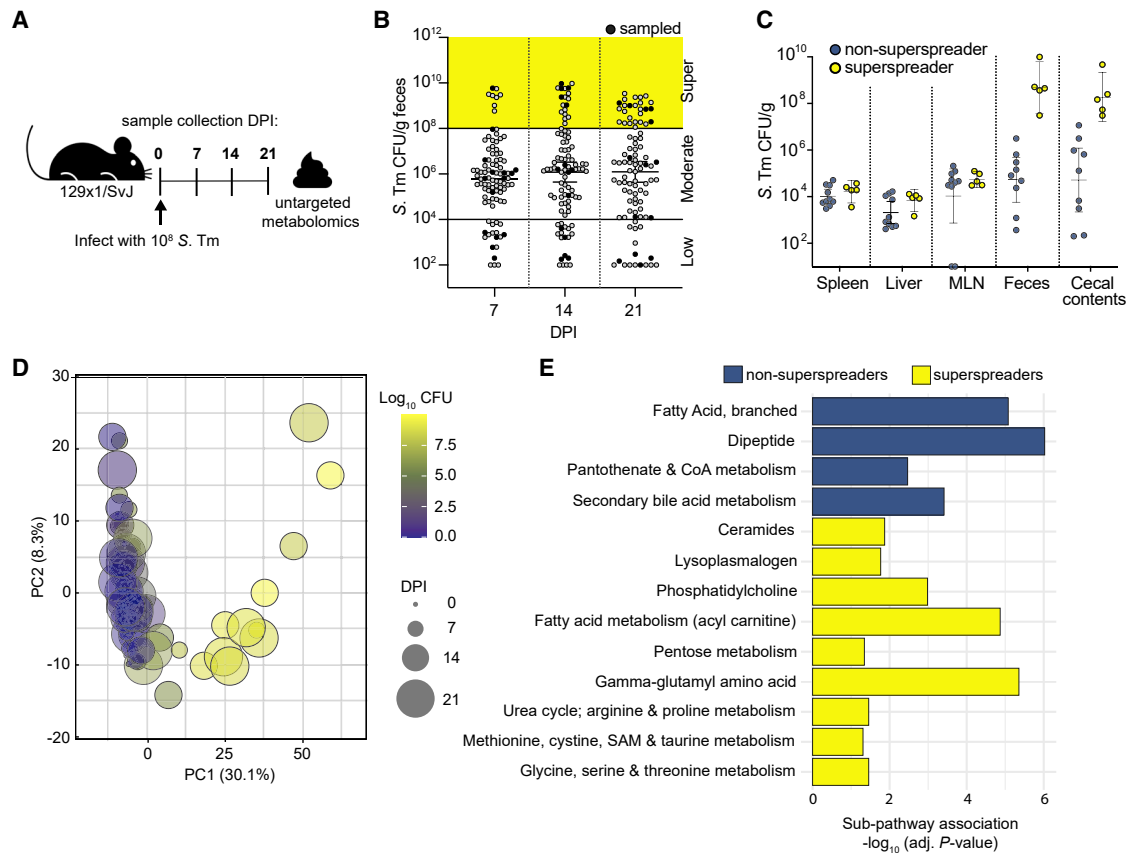 A
sample collection DPI:
0 7 14 21
129x1/SvJ
untargeted
metabolomics
Infect with 10⁸ S. Tm
B
sampled
S. Tm CFU/g feces
10¹²
10¹⁰
10⁸
10⁶
10⁴
10²
Super
Moderate
Low
7 14 21
DPI
C
non-superspreader
superspreader
S. Tm CFU/g
10¹⁰
10⁸
10⁶
10⁴
10²
Spleen Liver MLN Feces Cecal
contents
D
30
20
10
0
-10
-20
PC2 (8.3%)
0 25 50
PC1 (30.1%)
Log₁₀ CFU
7.5
5.0
2.5
0.0
DPI
0
7
14
21
E
non-superspreaders superspreaders
Fatty Acid, branched
Dipeptide
Pantothenate & CoA metabolism
Secondary bile acid metabolism
Ceramides
Lysoplasmalogen
Phosphatidylcholine
Fatty acid metabolism (acyl carnitine)
Pentose metabolism
Gamma-glutamyl amino acid
Urea cycle; arginine & proline metabolism
Methionine, cystine, SAM & taurine metabolism
Glycine, serine & threonine metabolism
0 2 4 6
Sub-pathway association
-log₁₀ (adj. P-value)